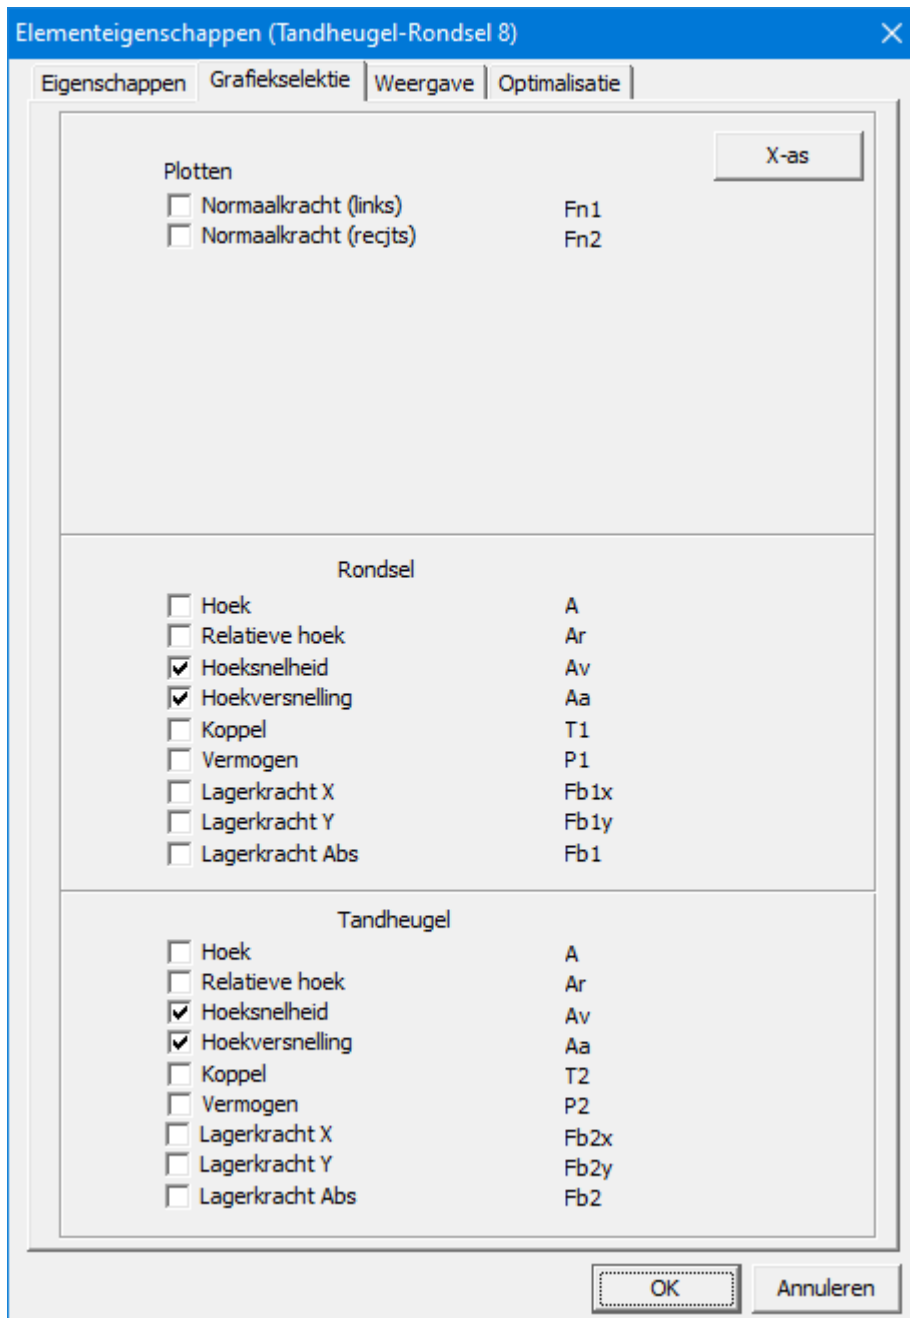 Elementeigenschappen (Tandheugel-Rondsel 8)
Eigenschappen Grafiekselektie Weergave Optimalisatie
X-as
Plotten
Normaalkracht (links) Fn1
Normaalkracht (recjts) Fn2
Rondsel
Hoek A
Relatieve hoek Ar
Hoeksnelheid Av
Hoekversnelling Aa
Koppel T1
Vermogen P1
Lagerkracht X Fb1x
Lagerkracht Y Fb1y
Lagerkracht Abs Fb1
Tandheugel
Hoek A
Relatieve hoek Ar
Hoeksnelheid Av
Hoekversnelling Aa
Koppel T2
Vermogen P2
Lagerkracht X Fb2x
Lagerkracht Y Fb2y
Lagerkracht Abs Fb2
OK Annuleren